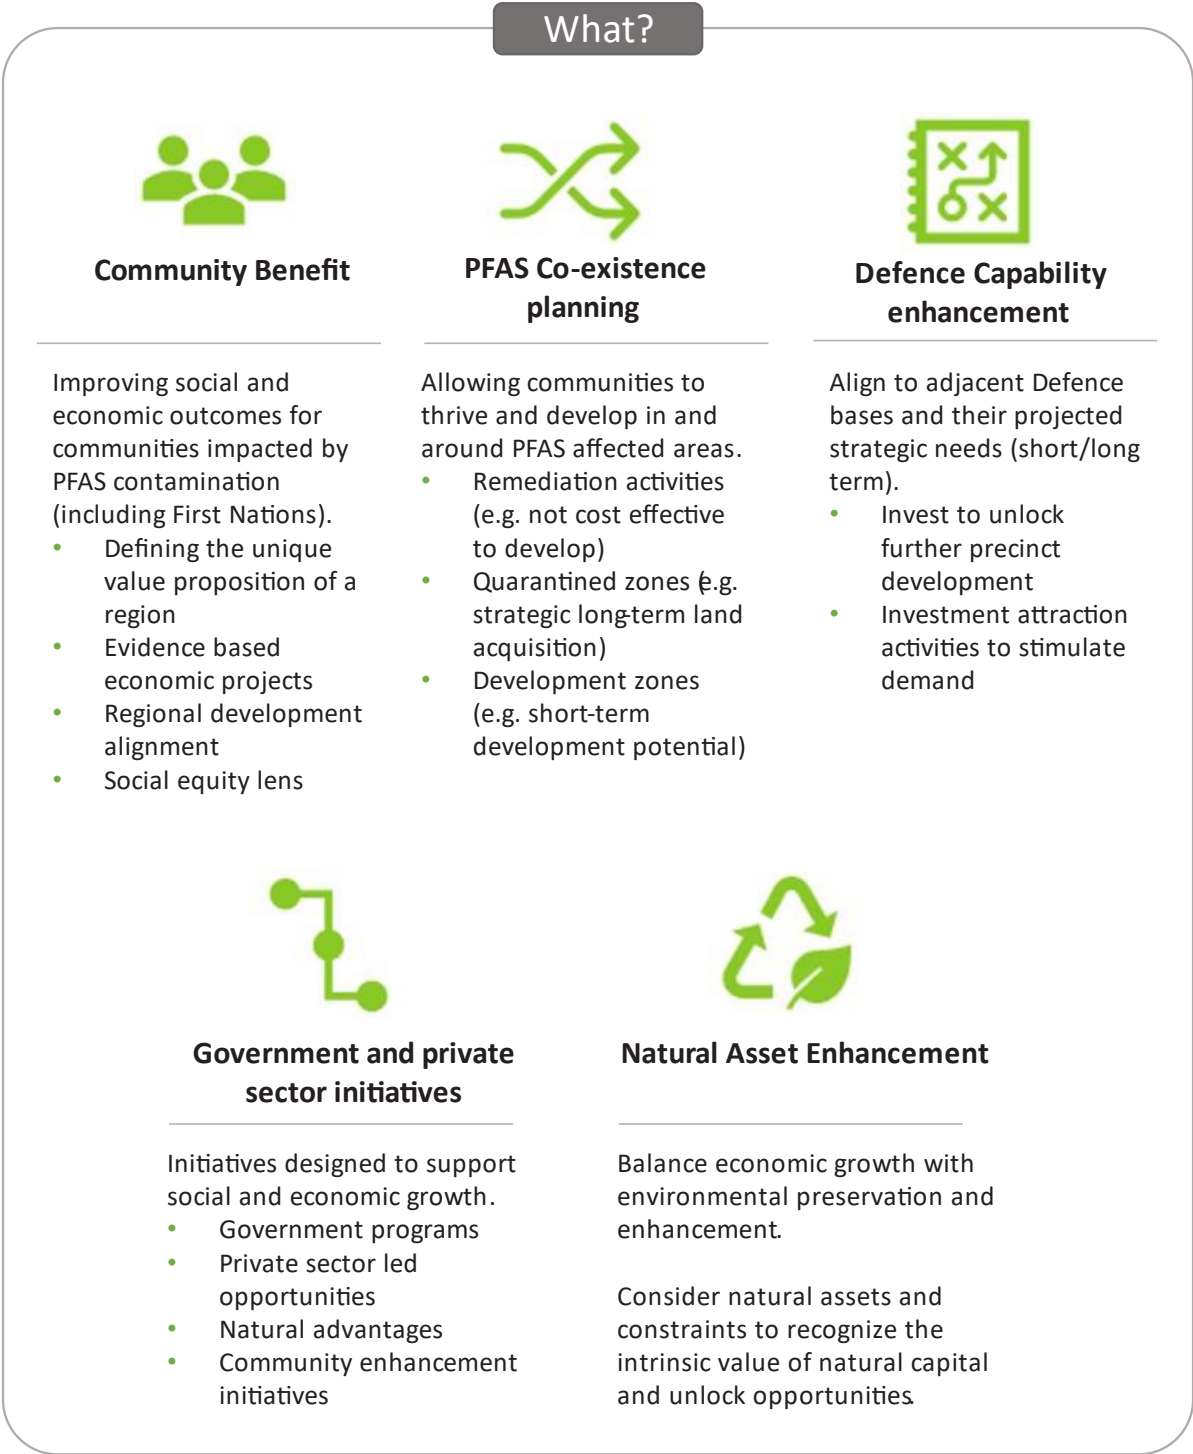 What?
Community Benefit
Improving social and
economic outcomes for
communities impacted by
PFAS contamination
(including First Nations).
• Defining the unique
value proposition of a
region
• Evidence based
economic projects
• Regional development
alignment
• Social equity lens
PFAS Co-existence
planning
Allowing communities to
thrive and develop in and
around PFAS affected areas.
• Remediation activities
(e.g. not cost effective
to develop)
• Quarantined zones (e.g.
strategic long-term land
acquisition)
• Development zones
(e.g. short-term
development potential)
Defence Capability
enhancement
Align to adjacent Defence
bases and their projected
strategic needs (short/long
term).
• Invest to unlock
further precinct
development
• Investment attraction
activities to stimulate
demand
Government and private
sector initiatives
Initiatives designed to support
social and economic growth.
• Government programs
• Private sector led
opportunities
• Natural advantages
• Community enhancement
initiatives
Natural Asset Enhancement
Balance economic growth with
environmental preservation and
enhancement.
Consider natural assets and
constraints to recognize the
intrinsic value of natural capital
and unlock opportunities.